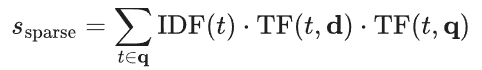 s_sparse = ∑_{t∈q} IDF(t) · TF(t, d) · TF(t, q)